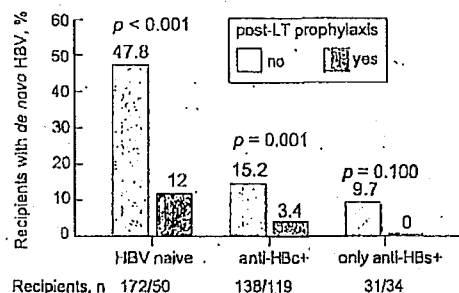 Recipients with de novo HBV, %
60
50
40
30
20
10
0
p < 0.001
47.8
12
p = 0.001
15.2
3.4
p = 0.100
9.7
0
post-LT prophylaxis
no yes
HBV naive anti-HBc+ only anti-HBs+
Recipients, n 172/50 138/119 31/34